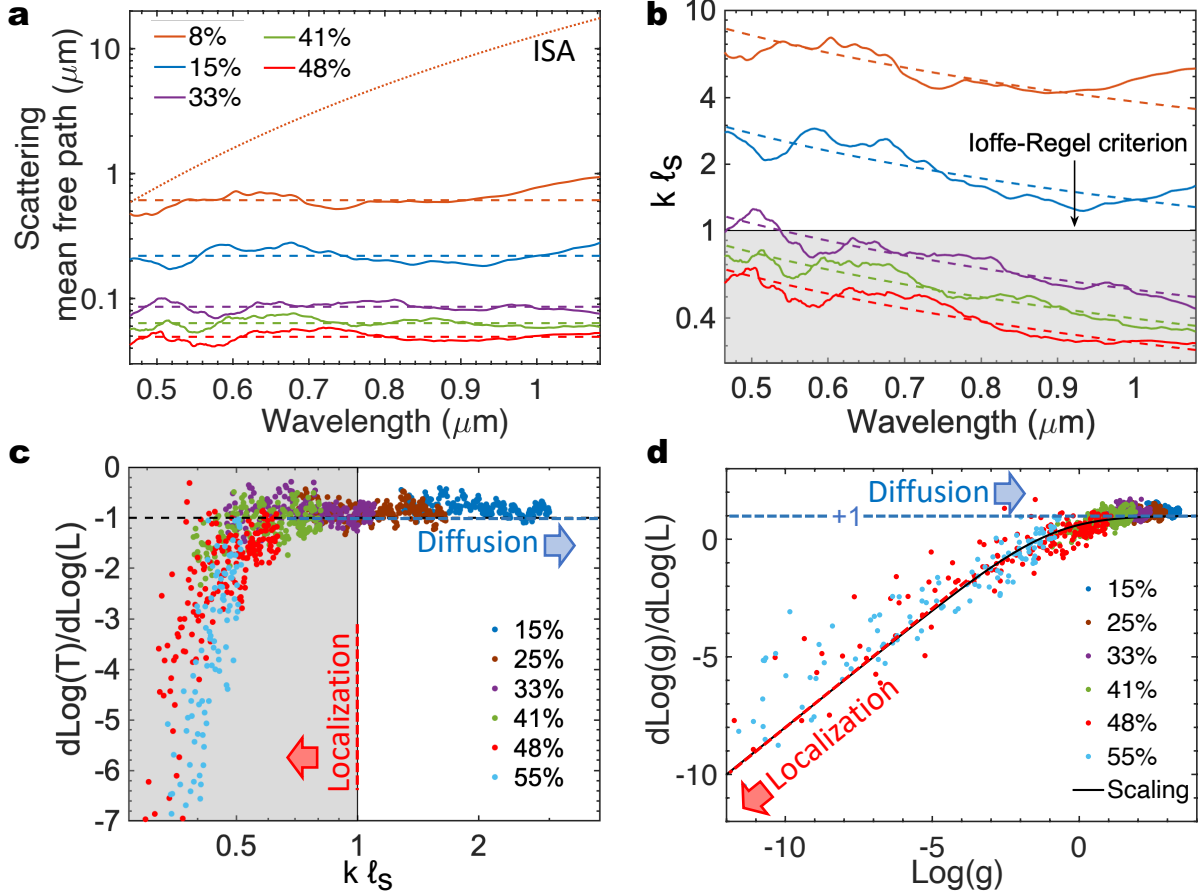 a
Scattering
mean free path (μm)
10
1
0.1
8%
15%
33%
41%
48%
ISA
0.5
0.6
0.7
0.8
0.9
1
Wavelength (μm)
b
k ℓS
10
4
2
1
0.4
Ioffe-Regel criterion
0.5
0.6
0.7
0.8
0.9
1
Wavelength (μm)
c
dLog(T)/dLog(L)
0
-1
-2
-3
-4
-5
-6
-7
Diffusion
Localization
15%
25%
33%
41%
48%
55%
0.5
1
2
k ℓS
d
dLog(g)/dLog(L)
0
-5
-10
Diffusion
+1
Localization
15%
25%
33%
41%
48%
55%
Scaling
-10
-5
0
Log(g)